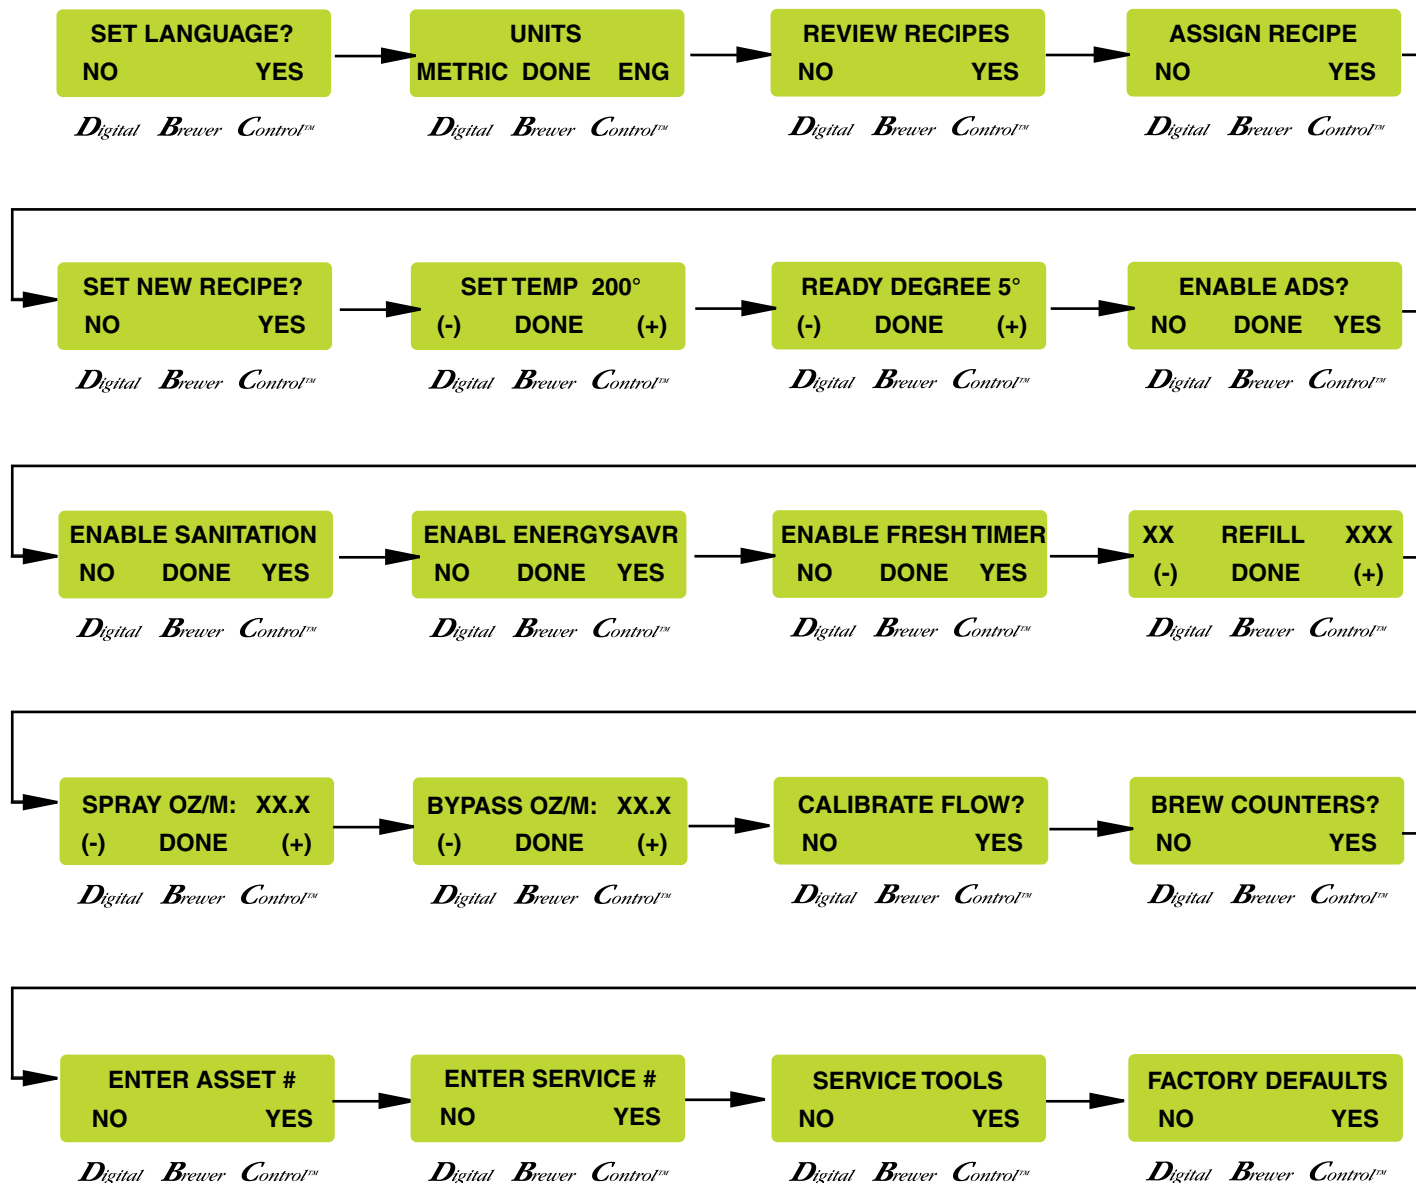 SET LANGUAGE?
NO YES
Digital Brewer Control™
UNITS
METRIC DONE ENG
Digital Brewer Control™
REVIEW RECIPES
NO YES
Digital Brewer Control™
ASSIGN RECIPE
NO YES
Digital Brewer Control™
SET NEW RECIPE?
NO YES
Digital Brewer Control™
SET TEMP 200°
(-) DONE (+)
Digital Brewer Control™
READY DEGREE 5°
(-) DONE (+)
Digital Brewer Control™
ENABLE ADS?
NO DONE YES
Digital Brewer Control™
ENABLE SANITATION
NO DONE YES
Digital Brewer Control™
ENABL ENERGYSAVR
NO DONE YES
Digital Brewer Control™
ENABLE FRESH TIMER
NO DONE YES
Digital Brewer Control™
XX REFILL XXX
(-) DONE (+)
Digital Brewer Control™
SPRAY OZ/M: XX.X
(-) DONE (+)
Digital Brewer Control™
BYPASS OZ/M: XX.X
(-) DONE (+)
Digital Brewer Control™
CALIBRATE FLOW?
NO YES
Digital Brewer Control™
BREW COUNTERS?
NO YES
Digital Brewer Control™
ENTER ASSET #
NO YES
Digital Brewer Control™
ENTER SERVICE #
NO YES
Digital Brewer Control™
SERVICE TOOLS
NO YES
Digital Brewer Control™
FACTORY DEFAULTS
NO YES
Digital Brewer Control™